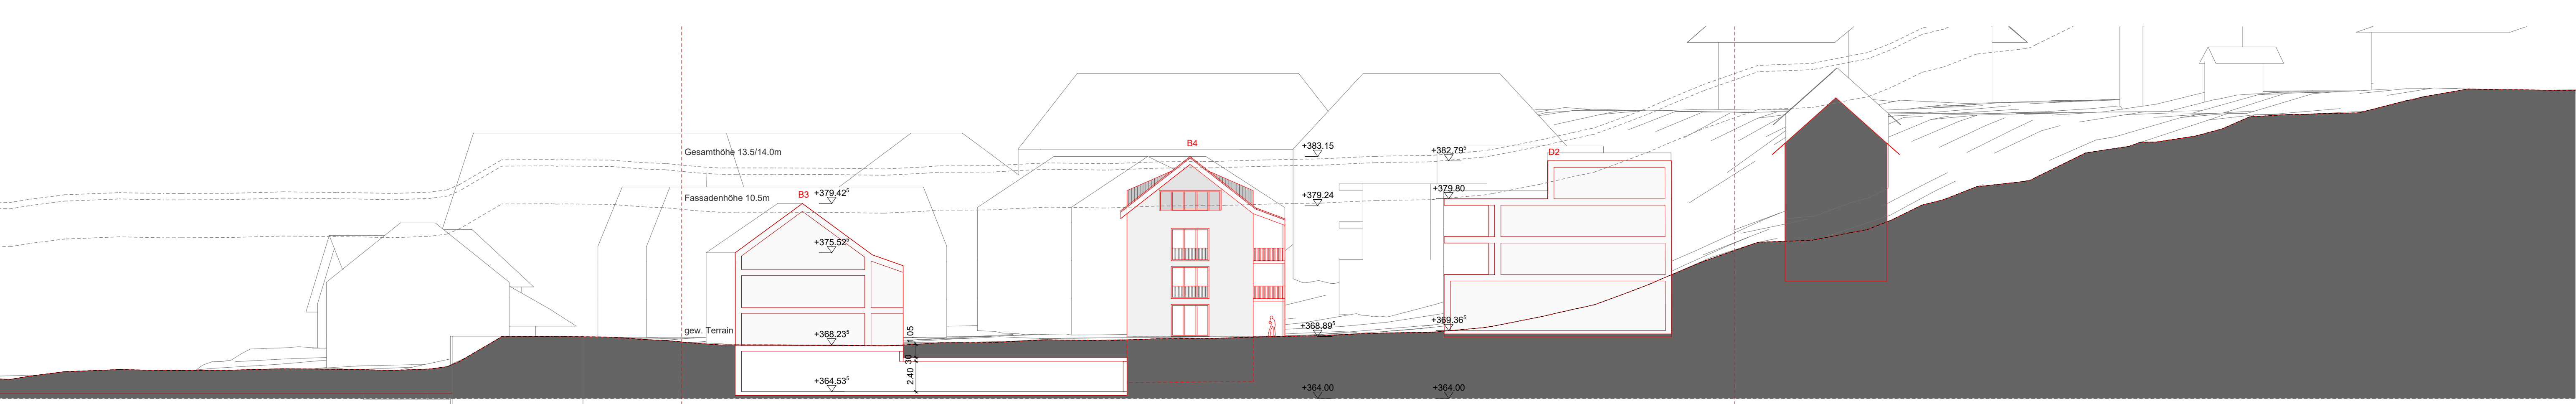 Gesamthöhe 13.5/14.0m
Fassadenhöhe 10.5m
gew. Terrain
B3
+379.42⁵
+375.52⁵
+368.23⁵
+364.53⁵
1.05
30
2.40
B4
+383.15
+379.24
+368.89⁵
+364.00
+382.79⁵
+379.80
+369.36⁵
+364.00
D2